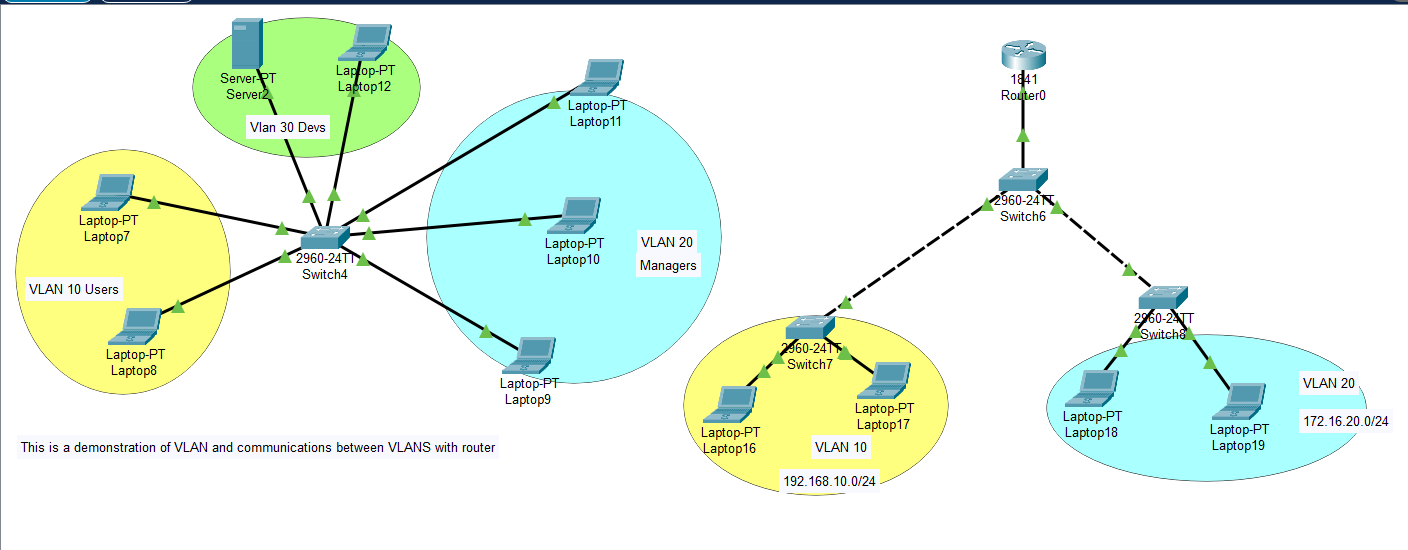 Server-PT
Server2
Laptop-PT
Laptop12
Vlan 30 Devs
Laptop-PT
Laptop11
Laptop-PT
Laptop7
VLAN 10 Users
Laptop-PT
Laptop8
2960-24TT
Switch4
Laptop-PT
Laptop10
VLAN 20
Managers
Laptop-PT
Laptop9
This is a demonstration of VLAN and communications between VLANS with router
1841
Router0
2960-24TT
Switch6
2960-24TT
Switch7
Laptop-PT
Laptop16
Laptop-PT
Laptop17
VLAN 10
192.168.10.0/24
2960-24TT
Switch8
Laptop-PT
Laptop18
Laptop-PT
Laptop19
VLAN 20
172.16.20.0/24